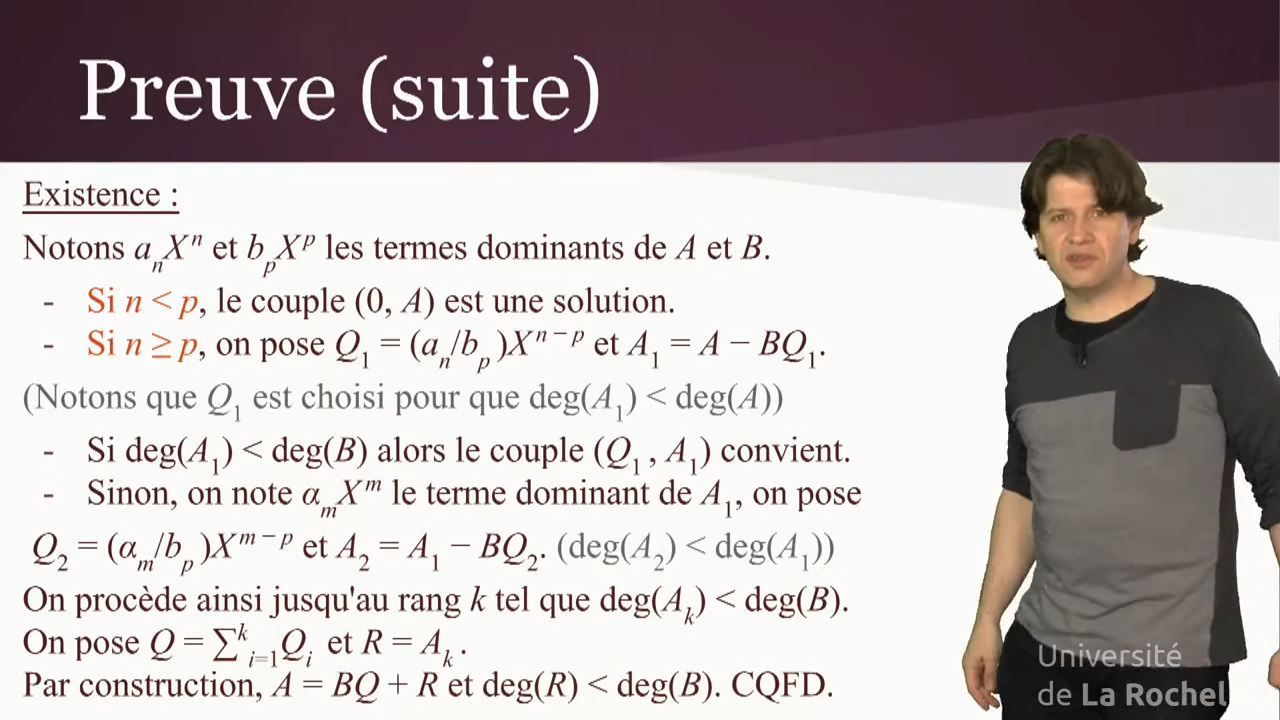 Preuve (suite)
Existence :
Notons aₙXⁿ et bₚXᵖ les termes dominants de A et B.
- Si n < p, le couple (0, A) est une solution.
- Si n ≥ p, on pose Q₁ = (aₙ/bₚ)Xⁿ⁻ᵖ et A₁ = A − BQ₁.
(Notons que Q₁ est choisi pour que deg(A₁) < deg(A))
- Si deg(A₁) < deg(B) alors le couple (Q₁ , A₁) convient.
- Sinon, on note αₘXᵐ le terme dominant de A₁, on pose
Q₂ = (αₘ/bₚ)Xᵐ⁻ᵖ et A₂ = A₁ − BQ₂. (deg(A₂) < deg(A₁))
On procède ainsi jusqu'au rang k tel que deg(Aₖ) < deg(B).
On pose Q = ∑ᵏᵢ₌₁Qᵢ et R = Aₖ .
Par construction, A = BQ + R et deg(R) < deg(B). CQFD.
Université
de La Rochel